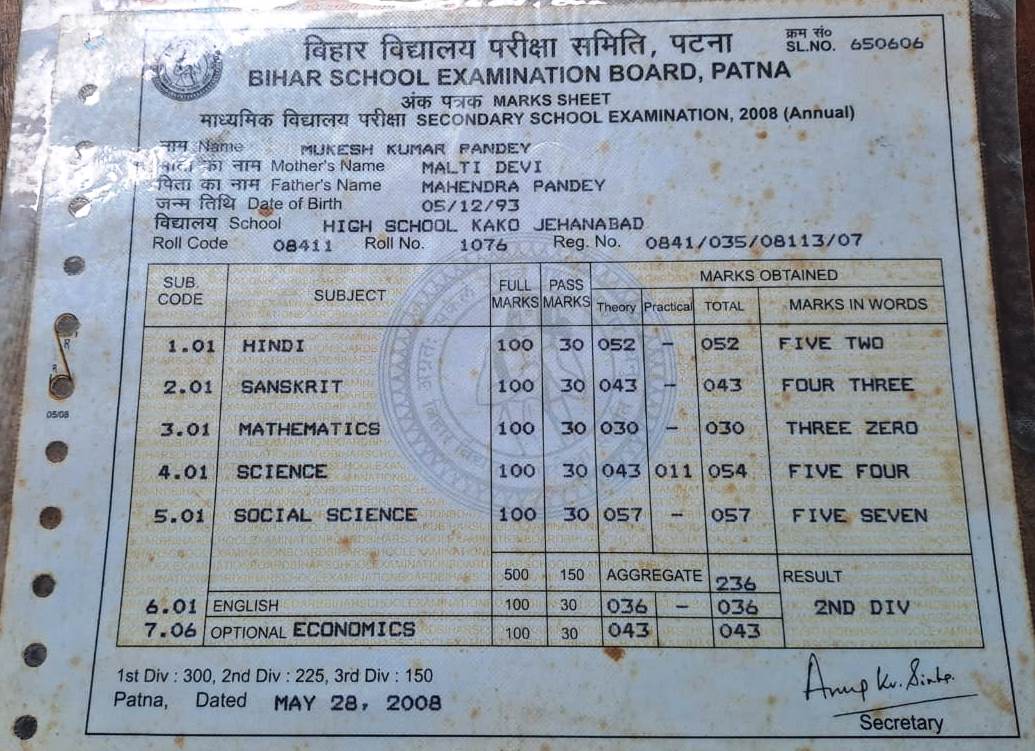 विहार विद्यालय परीक्षा समिति, पटना
क्रम सं०
SL.NO. 650606
BIHAR SCHOOL EXAMINATION BOARD, PATNA
अंक पत्रक MARKS SHEET
माध्यमिक विद्यालय परीक्षा SECONDARY SCHOOL EXAMINATION, 2008 (Annual)
नाम Name MUKESH KUMAR PANDEY
माता का नाम Mother's Name MALTI DEVI
पिता का नाम Father's Name MAHENDRA PANDEY
जन्म तिथि Date of Birth 05/12/93
विद्यालय School HIGH SCHOOL KAKO JEHANABAD
Roll Code 08411 Roll No. 1076 Reg. No. 0841/035/08113/07
SUB. CODE SUBJECT FULL MARKS PASS MARKS MARKS OBTAINED
Theory Practical TOTAL MARKS IN WORDS
1.01 HINDI 100 30 052 - 052 FIVE TWO
2.01 SANSKRIT 100 30 043 - 043 FOUR THREE
3.01 MATHEMATICS 100 30 030 - 030 THREE ZERO
4.01 SCIENCE 100 30 043 011 054 FIVE FOUR
05/08
5.01 SOCIAL SCIENCE 100 30 057 - 057 FIVE SEVEN
500 150 AGGREGATE 236 RESULT
6.01 ENGLISH 100 30 036 - 036 2ND DIV
7.06 OPTIONAL ECONOMICS 100 30 043 043
1st Div : 300, 2nd Div : 225, 3rd Div : 150
Patna, Dated MAY 28, 2008
Anup Kr. Sinha.
Secretary